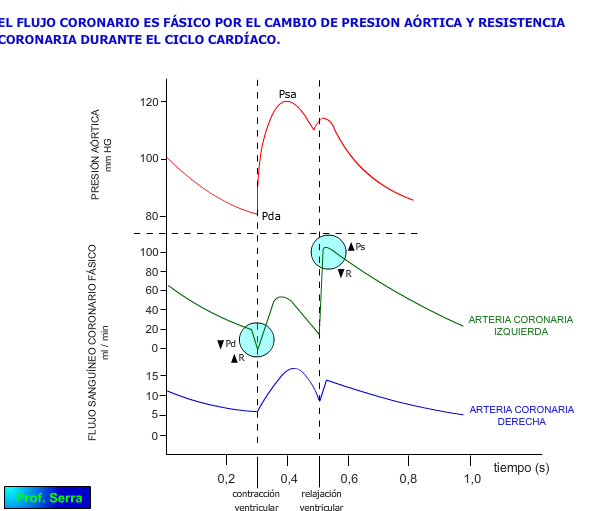 EL FLUJO CORONARIO ES FÁSICO POR EL CAMBIO DE PRESION AÓRTICA Y RESISTENCIA
CORONARIA DURANTE EL CICLO CARDÍACO.
PRESIÓN AÓRTICA
mm HG
120
100
80
Psa
Pda
FLUJO SANGUÍNEO CORONARIO FÁSICO
ml / min
100
80
60
40
20
0
▲Ps
▼R
▼Pd
▲R
ARTERIA CORONARIA
IZQUIERDA
15
10
5
0
ARTERIA CORONARIA
DERECHA
0,2
0,4
0,6
0,8
1,0
tiempo (s)
contracción
ventricular
relajación
ventricular
Prof. Serra